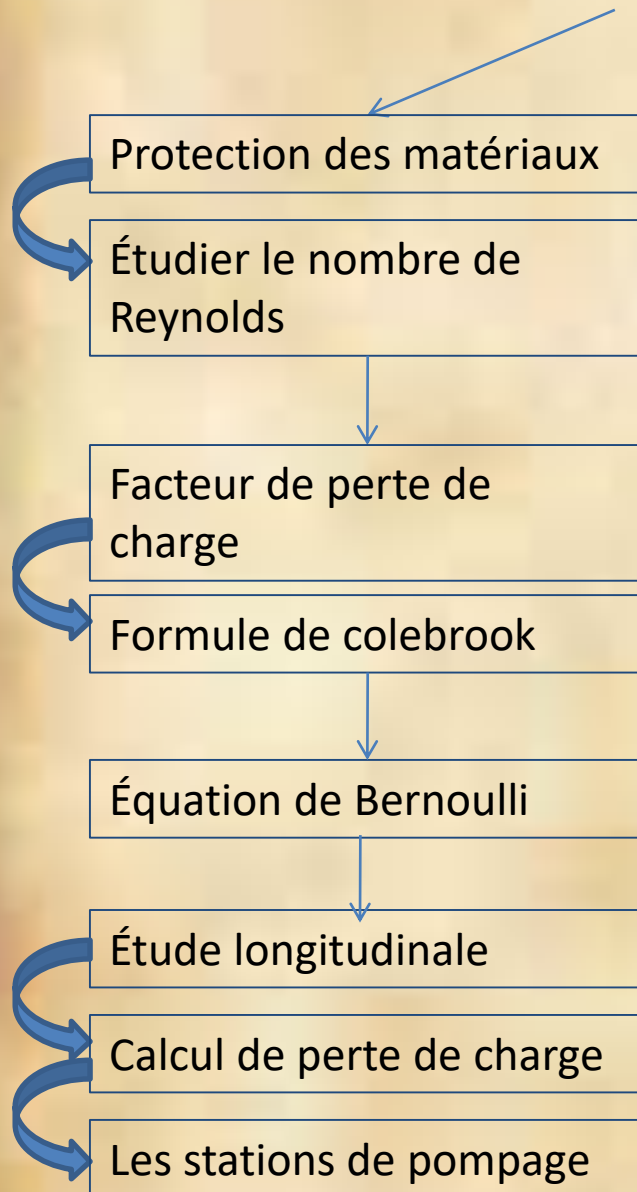 Protection des matériaux
Étudier le nombre de
Reynolds
Facteur de perte de
charge
Formule de colebrook
Équation de Bernoulli
Étude longitudinale
Calcul de perte de charge
Les stations de pompage